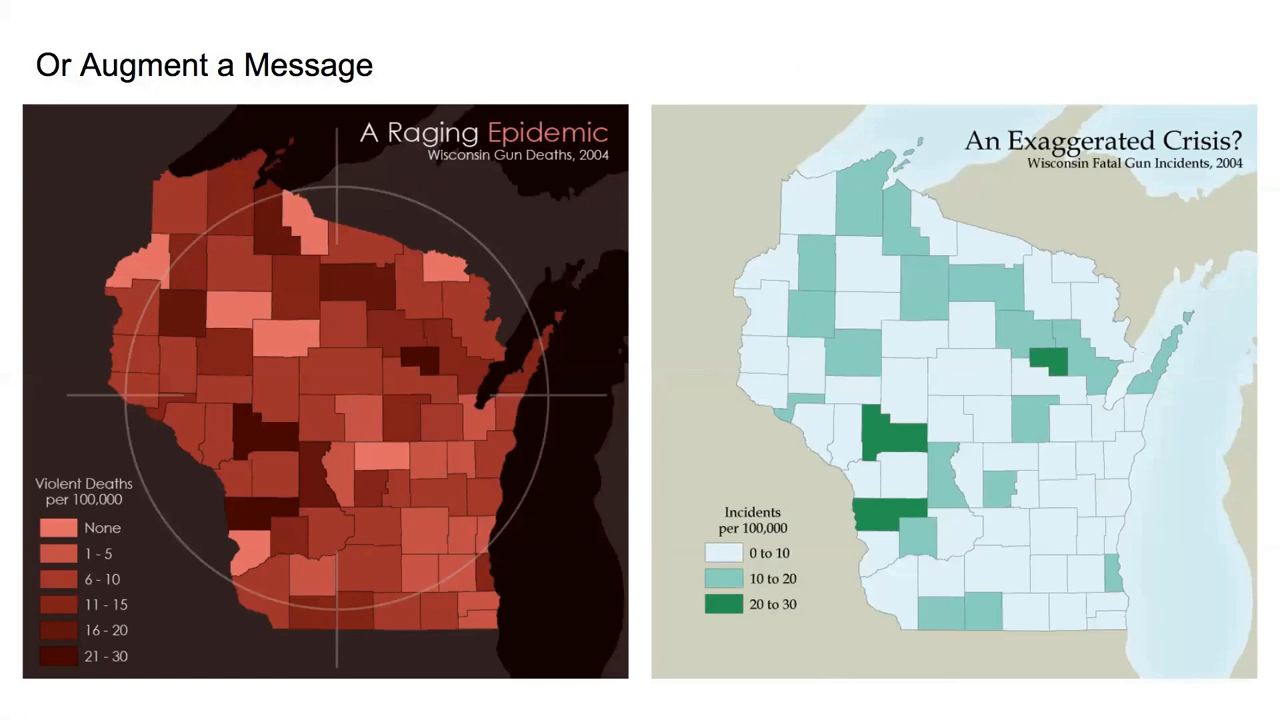 Or Augment a Message
A Raging Epidemic
Wisconsin Gun Deaths, 2004
Violent Deaths
per 100,000
None
1 - 5
6 - 10
11 - 15
16 - 20
21 - 30
An Exaggerated Crisis?
Wisconsin Fatal Gun Incidents, 2004
Incidents
per 100,000
0 to 10
10 to 20
20 to 30